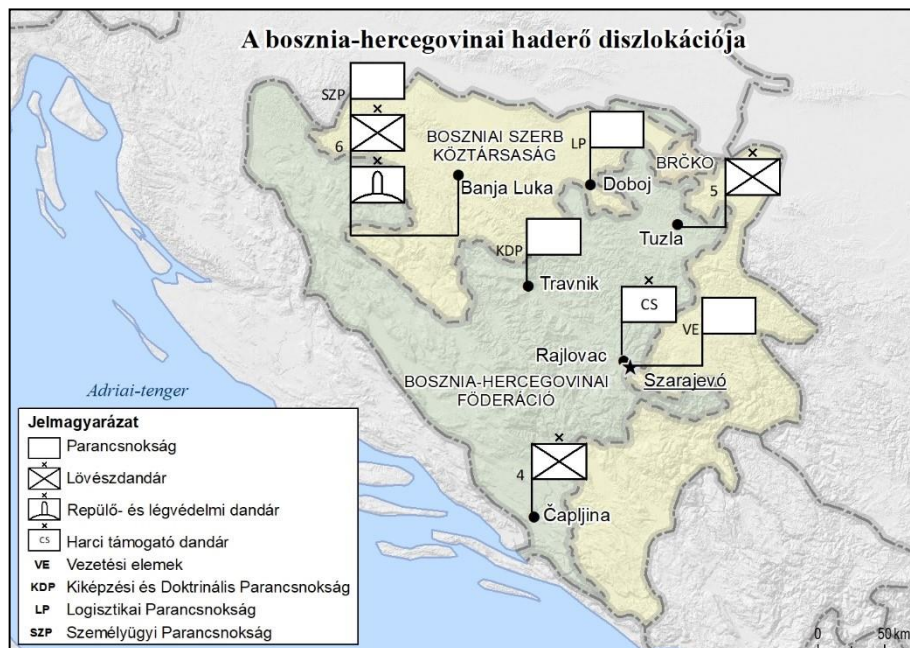 A bosznia-hercegovinai haderő diszlokációja
SZP
6
BOSZNIAI SZERB
KÖZTÁRSASÁG
Banja Luka
LP
Doboj
BRČKO
5
Tuzla
KDP
Travnik
CS
VE
Rajlovac
Szarajevó
BOSZNIA-HERCEGOVINAI
FÖDERÁCIÓ
Adriai-tenger
4
Čapljina
Jelmagyarázat
Parancsnokság
Lövészdandár
Repülő- és légvédelmi dandár
CS Harci támogató dandár
VE Vezetési elemek
KDP Kiképzési és Doktrinális Parancsnokság
LP Logisztikai Parancsnokság
SZP Személyügyi Parancsnokság
0 50 km